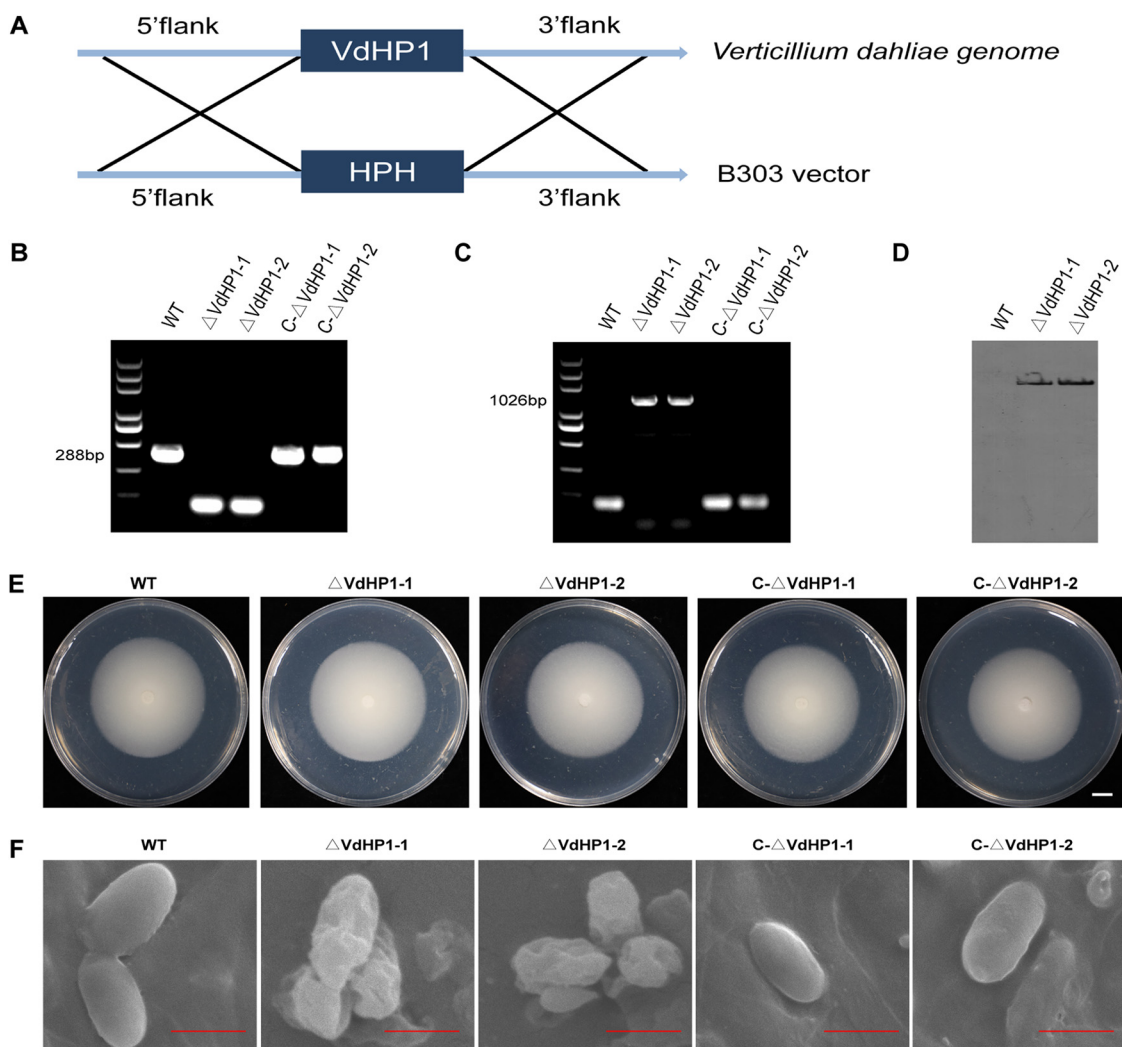 A
5'flank
VdHP1
3'flank
Verticillium dahliae genome
HPH
5'flank
3'flank
B303 vector
B
WT
△VdHP1-1
△VdHP1-2
C-△VdHP1-1
C-△VdHP1-2
288bp
C
WT
△VdHP1-1
△VdHP1-2
C-△VdHP1-1
C-△VdHP1-2
1026bp
D
WT
△VdHP1-1
△VdHP1-2
E
WT
△VdHP1-1
△VdHP1-2
C-△VdHP1-1
C-△VdHP1-2
F
WT
△VdHP1-1
△VdHP1-2
C-△VdHP1-1
C-△VdHP1-2